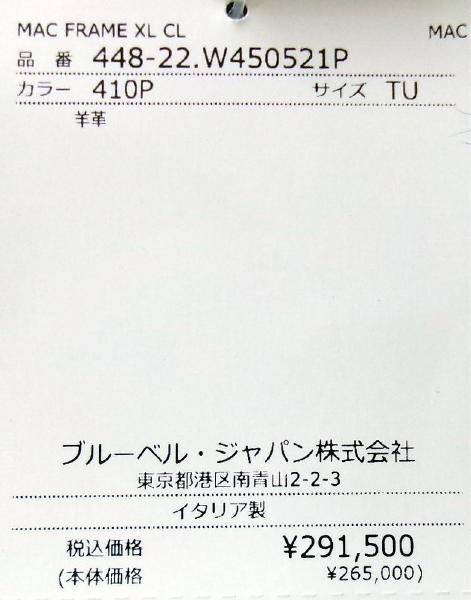 MAC FRAME XL CL MAC
品 番 448-22.W450521P
カラー 410P サイズ TU
羊革
ブルーベル・ジャパン株式会社
東京都港区南青山2-2-3
イタリア製
税込価格 ¥291,500
(本体価格 ¥265,000)